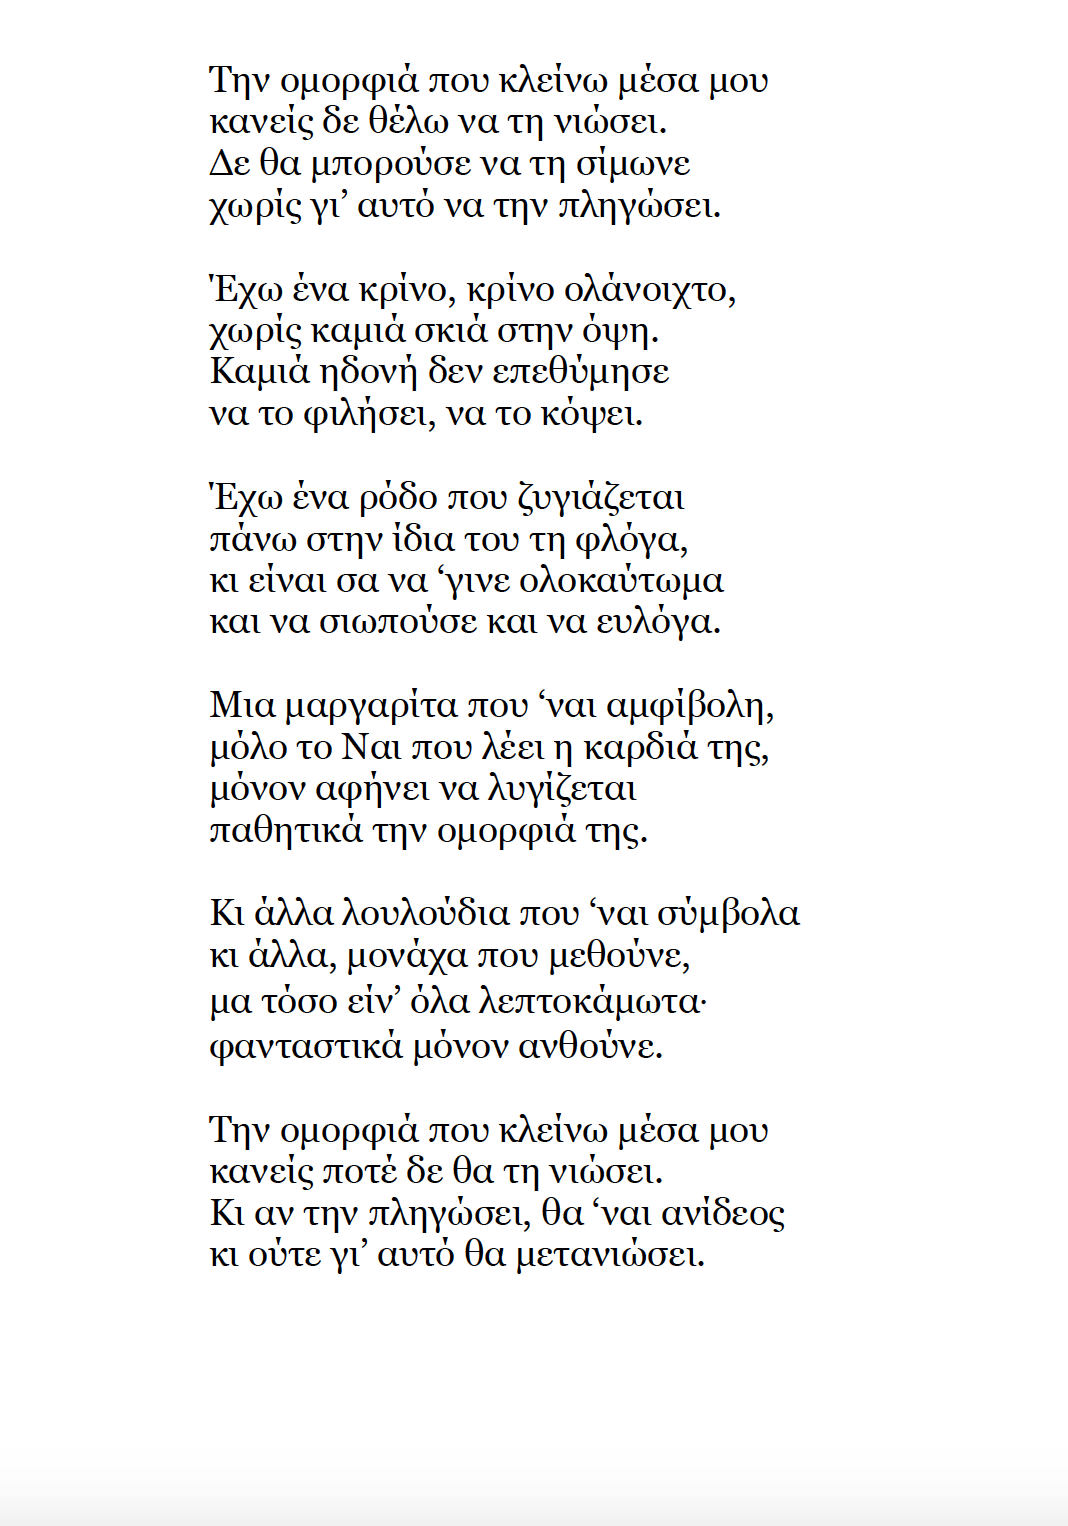 Την ομορφιά που κλείνω μέσα μου
κανείς δε θέλω να τη νιώσει.
Δε θα μπορούσε να τη σίμωνε
χωρίς γι’ αυτό να την πληγώσει.

Έχω ένα κρίνο, κρίνο ολάνοιχτο,
χωρίς καμιά σκιά στην όψη.
Καμιά ηδονή δεν επεθύμησε
να το φιλήσει, να το κόψει.

Έχω ένα ρόδο που ζυγιάζεται
πάνω στην ίδια του τη φλόγα,
κι είναι σα να ‘γινε ολοκαύτωμα
και να σιωπούσε και να ευλόγα.

Μια μαργαρίτα που ‘ναι αμφίβολη,
μόλο το Ναι που λέει η καρδιά της,
μόνον αφήνει να λυγίζεται
παθητικά την ομορφιά της.

Κι άλλα λουλούδια που ‘ναι σύμβολα
κι άλλα, μονάχα που μεθούνε,
μα τόσο είν’ όλα λεπτοκάμωτα·
φανταστικά μόνον ανθούνε.

Την ομορφιά που κλείνω μέσα μου
κανείς ποτέ δε θα τη νιώσει.
Κι αν την πληγώσει, θα ‘ναι ανίδεος
κι ούτε γι’ αυτό θα μετανιώσει.